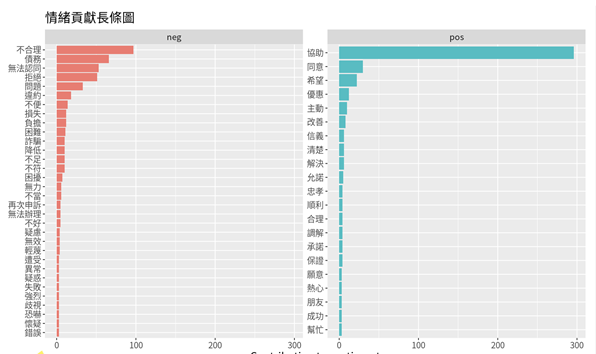 情緒貢獻長條圖
neg
pos
不合理
債務
無法認同
拒絕
問題
違約
不便
損失
負擔
困難
詐騙
降低
不足
不符
困擾
無力
不當
再次申訴
無法辦理
不好
疑慮
無效
輕蔑
遭受
異常
疑惑
失敗
強烈
歧視
恐嚇
懷疑
錯誤
0 100 200 300
協助
同意
希望
優惠
主動
改善
信義
清楚
解決
允諾
忠孝
順利
合理
調解
承諾
保證
願意
熱心
朋友
成功
幫忙
0 100 200 300